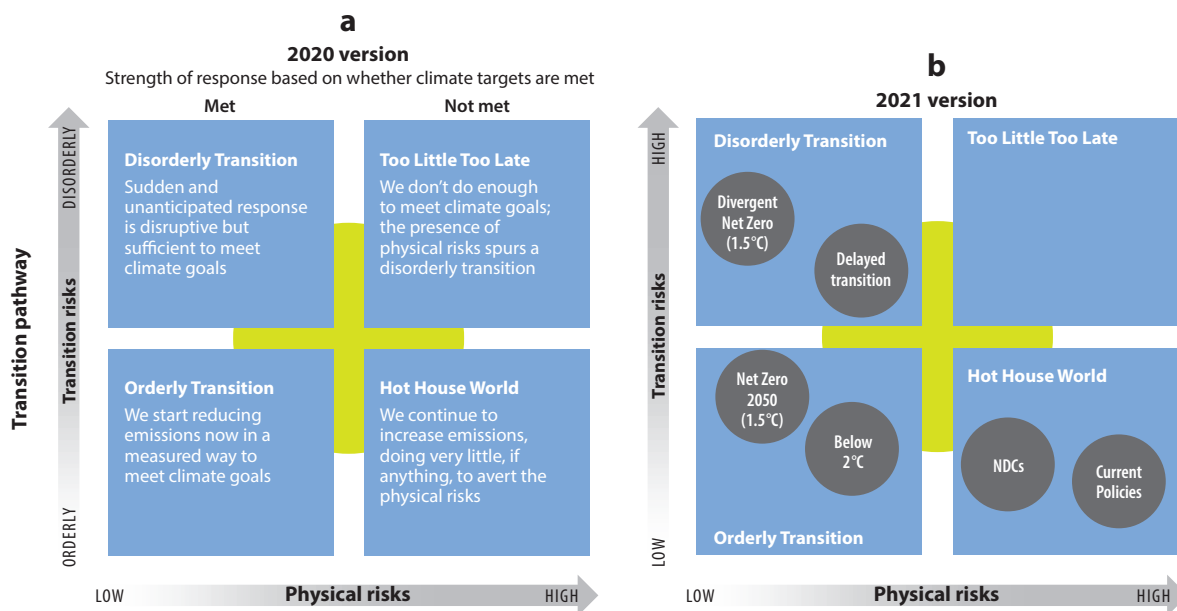 a
2020 version
Strength of response based on whether climate targets are met
Met
Not met
Transition pathway
Transition risks
DISORDERLY
ORDERLY
Disorderly Transition
Sudden and
unanticipated response
is disruptive but
sufficient to meet
climate goals
Too Little Too Late
We don't do enough
to meet climate goals;
the presence of
physical risks spurs a
disorderly transition
Orderly Transition
We start reducing
emissions now in a
measured way to
meet climate goals
Hot House World
We continue to
increase emissions,
doing very little, if
anything, to avert the
physical risks
LOW
Physical risks
HIGH
b
2021 version
HIGH
Transition risks
LOW
Disorderly Transition
Divergent
Net Zero
(1.5°C)
Delayed
transition
Too Little Too Late
Net Zero
2050
(1.5°C)
Below
2°C
Orderly Transition
Hot House World
NDCs
Current
Policies
LOW
Physical risks
HIGH